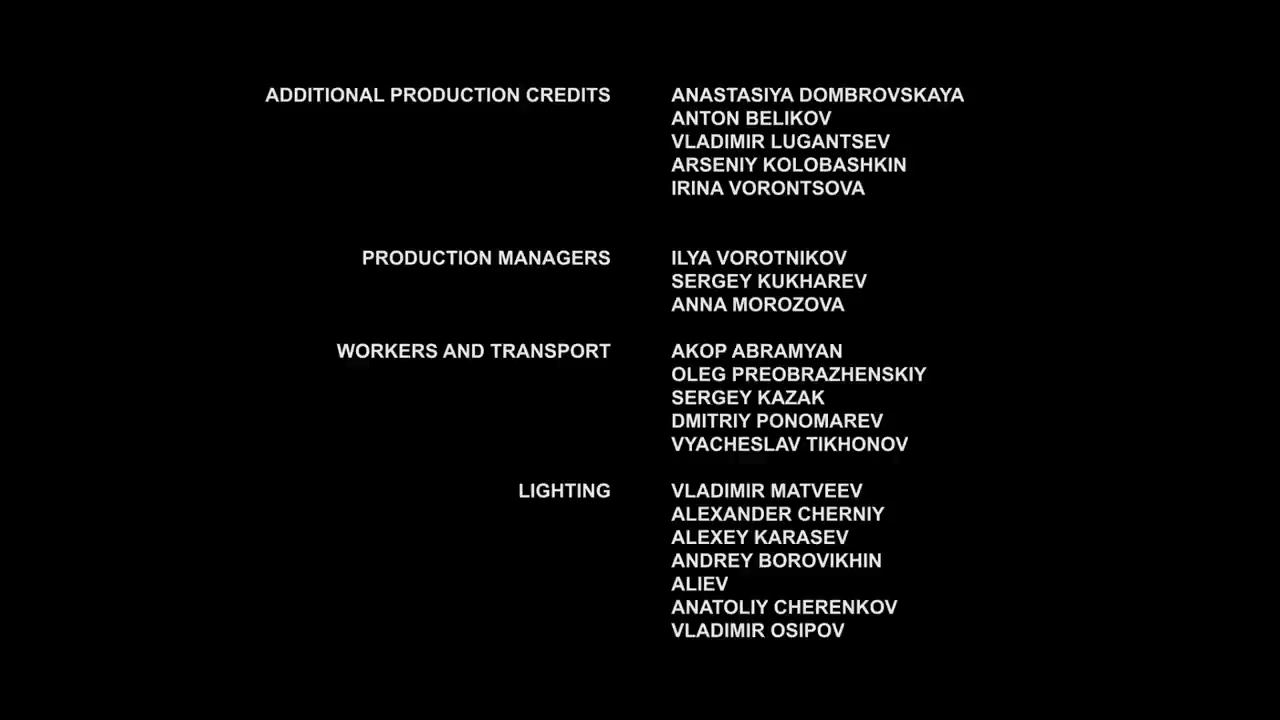 ADDITIONAL PRODUCTION CREDITS ANASTASIYA DOMBROVSKAYA
ANTON BELIKOV
VLADIMIR LUGANTSEV
ARSENIY KOLOBASHKIN
IRINA VORONTSOVA
PRODUCTION MANAGERS ILYA VOROTNIKOV
SERGEY KUKHAREV
ANNA MOROZOVA
WORKERS AND TRANSPORT AKOP ABRAMYAN
OLEG PREOBRAZHENSKIY
SERGEY KAZAK
DMITRIY PONOMAREV
VYACHESLAV TIKHONOV
LIGHTING VLADIMIR MATVEEV
ALEXANDER CHERNIY
ALEXEY KARASEV
ANDREY BOROVIKHIN
ALIEV
ANATOLIY CHERENKOV
VLADIMIR OSIPOV